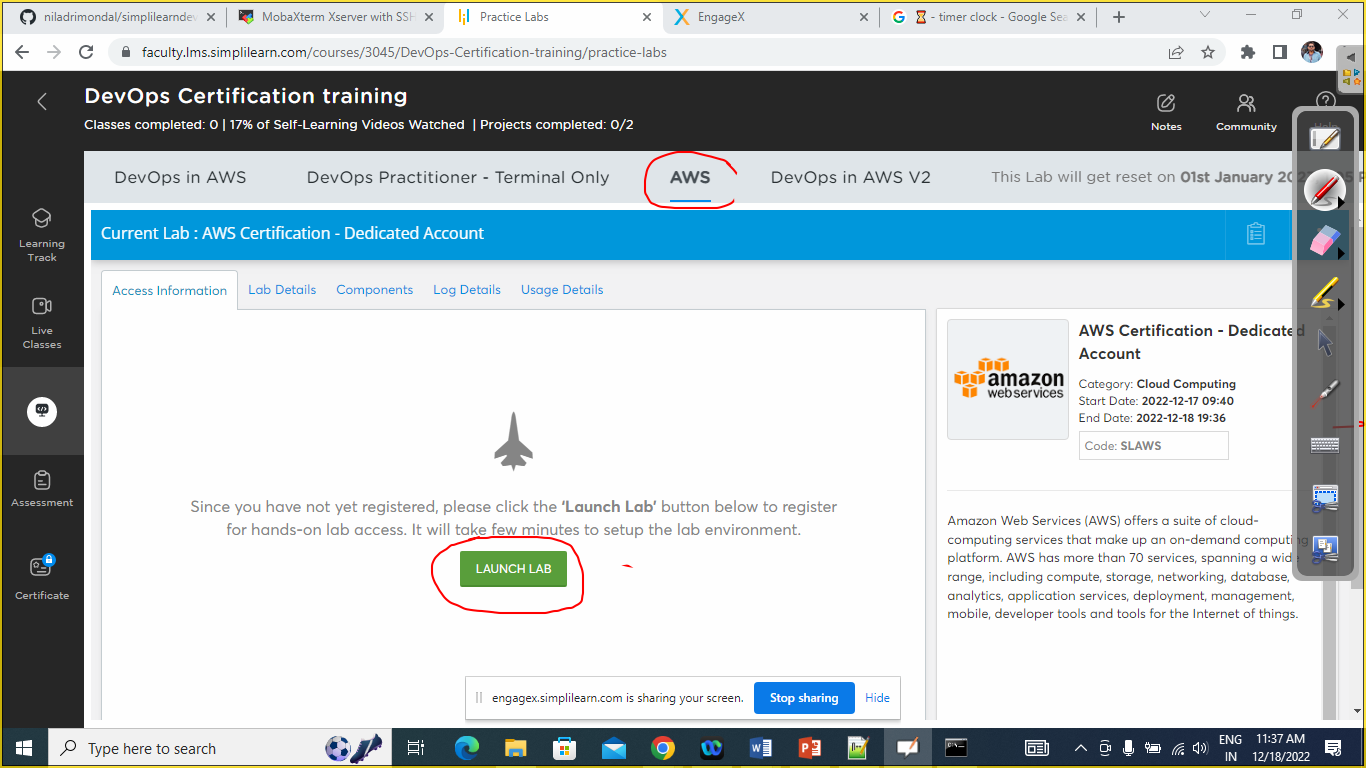 niladrimondal/simplilearndev
MobaXterm Xserver with SSH
Practice Labs
EngageX
- timer clock - Google Sea
faculty.lms.simplilearn.com/courses/3045/DevOps-Certification-training/practice-labs
DevOps Certification training
Classes completed: 0 | 17% of Self-Learning Videos Watched | Projects completed: 0/2
Notes
Community
Help
DevOps in AWS
DevOps Practitioner - Terminal Only
AWS
DevOps in AWS V2
This Lab will get reset on 01st January
Learning
Track
Live
Classes
Assessment
Certificate
Current Lab : AWS Certification - Dedicated Account
Access Information
Lab Details
Components
Log Details
Usage Details
Since you have not yet registered, please click the ‘Launch Lab’ button below to register
for hands-on lab access. It will take few minutes to setup the lab environment.
LAUNCH LAB
amazon
webservices
AWS Certification - Dedicated
Account
Category: Cloud Computing
Start Date: 2022-12-17 09:40
End Date: 2022-12-18 19:36
Code: SLAWS
Amazon Web Services (AWS) offers a suite of cloud-
computing services that make up an on-demand computing
platform. AWS has more than 70 services, spanning a wide
range, including compute, storage, networking, database,
analytics, application services, deployment, management,
mobile, developer tools and tools for the Internet of things.
engagex.simplilearn.com is sharing your screen.
Stop sharing
Hide
Type here to search
ENG
IN
11:37 AM
12/18/2022